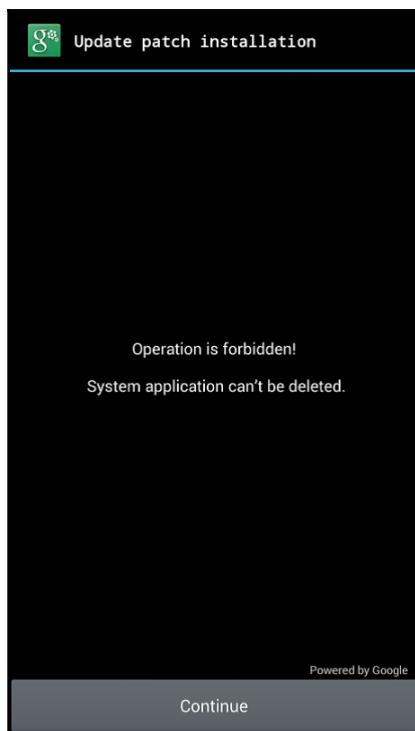 Update patch installation
Operation is forbidden!
System application can't be deleted.
Powered by Google
Continue